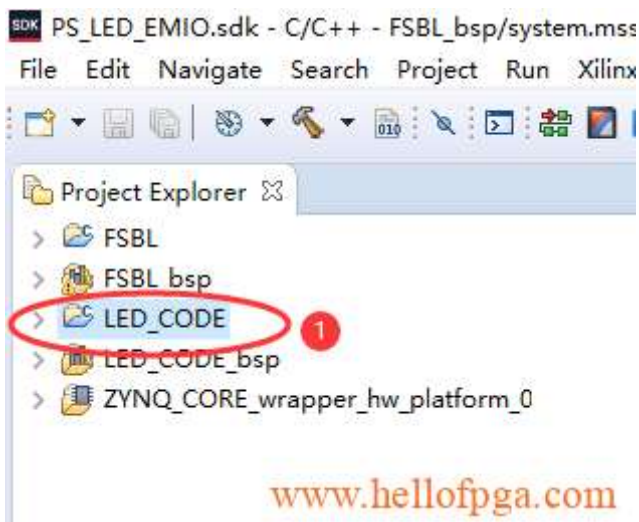 SDK PS_LED_EMIO.sdk - C/C++ - FSBL_bsp/system.mss
File Edit Navigate Search Project Run Xilinx
010
Project Explorer
FSBL
FSBL_bsp
LED_CODE
1
LED_CODE_bsp
ZYNQ_CORE_wrapper_hw_platform_0
www.hellofpga.com